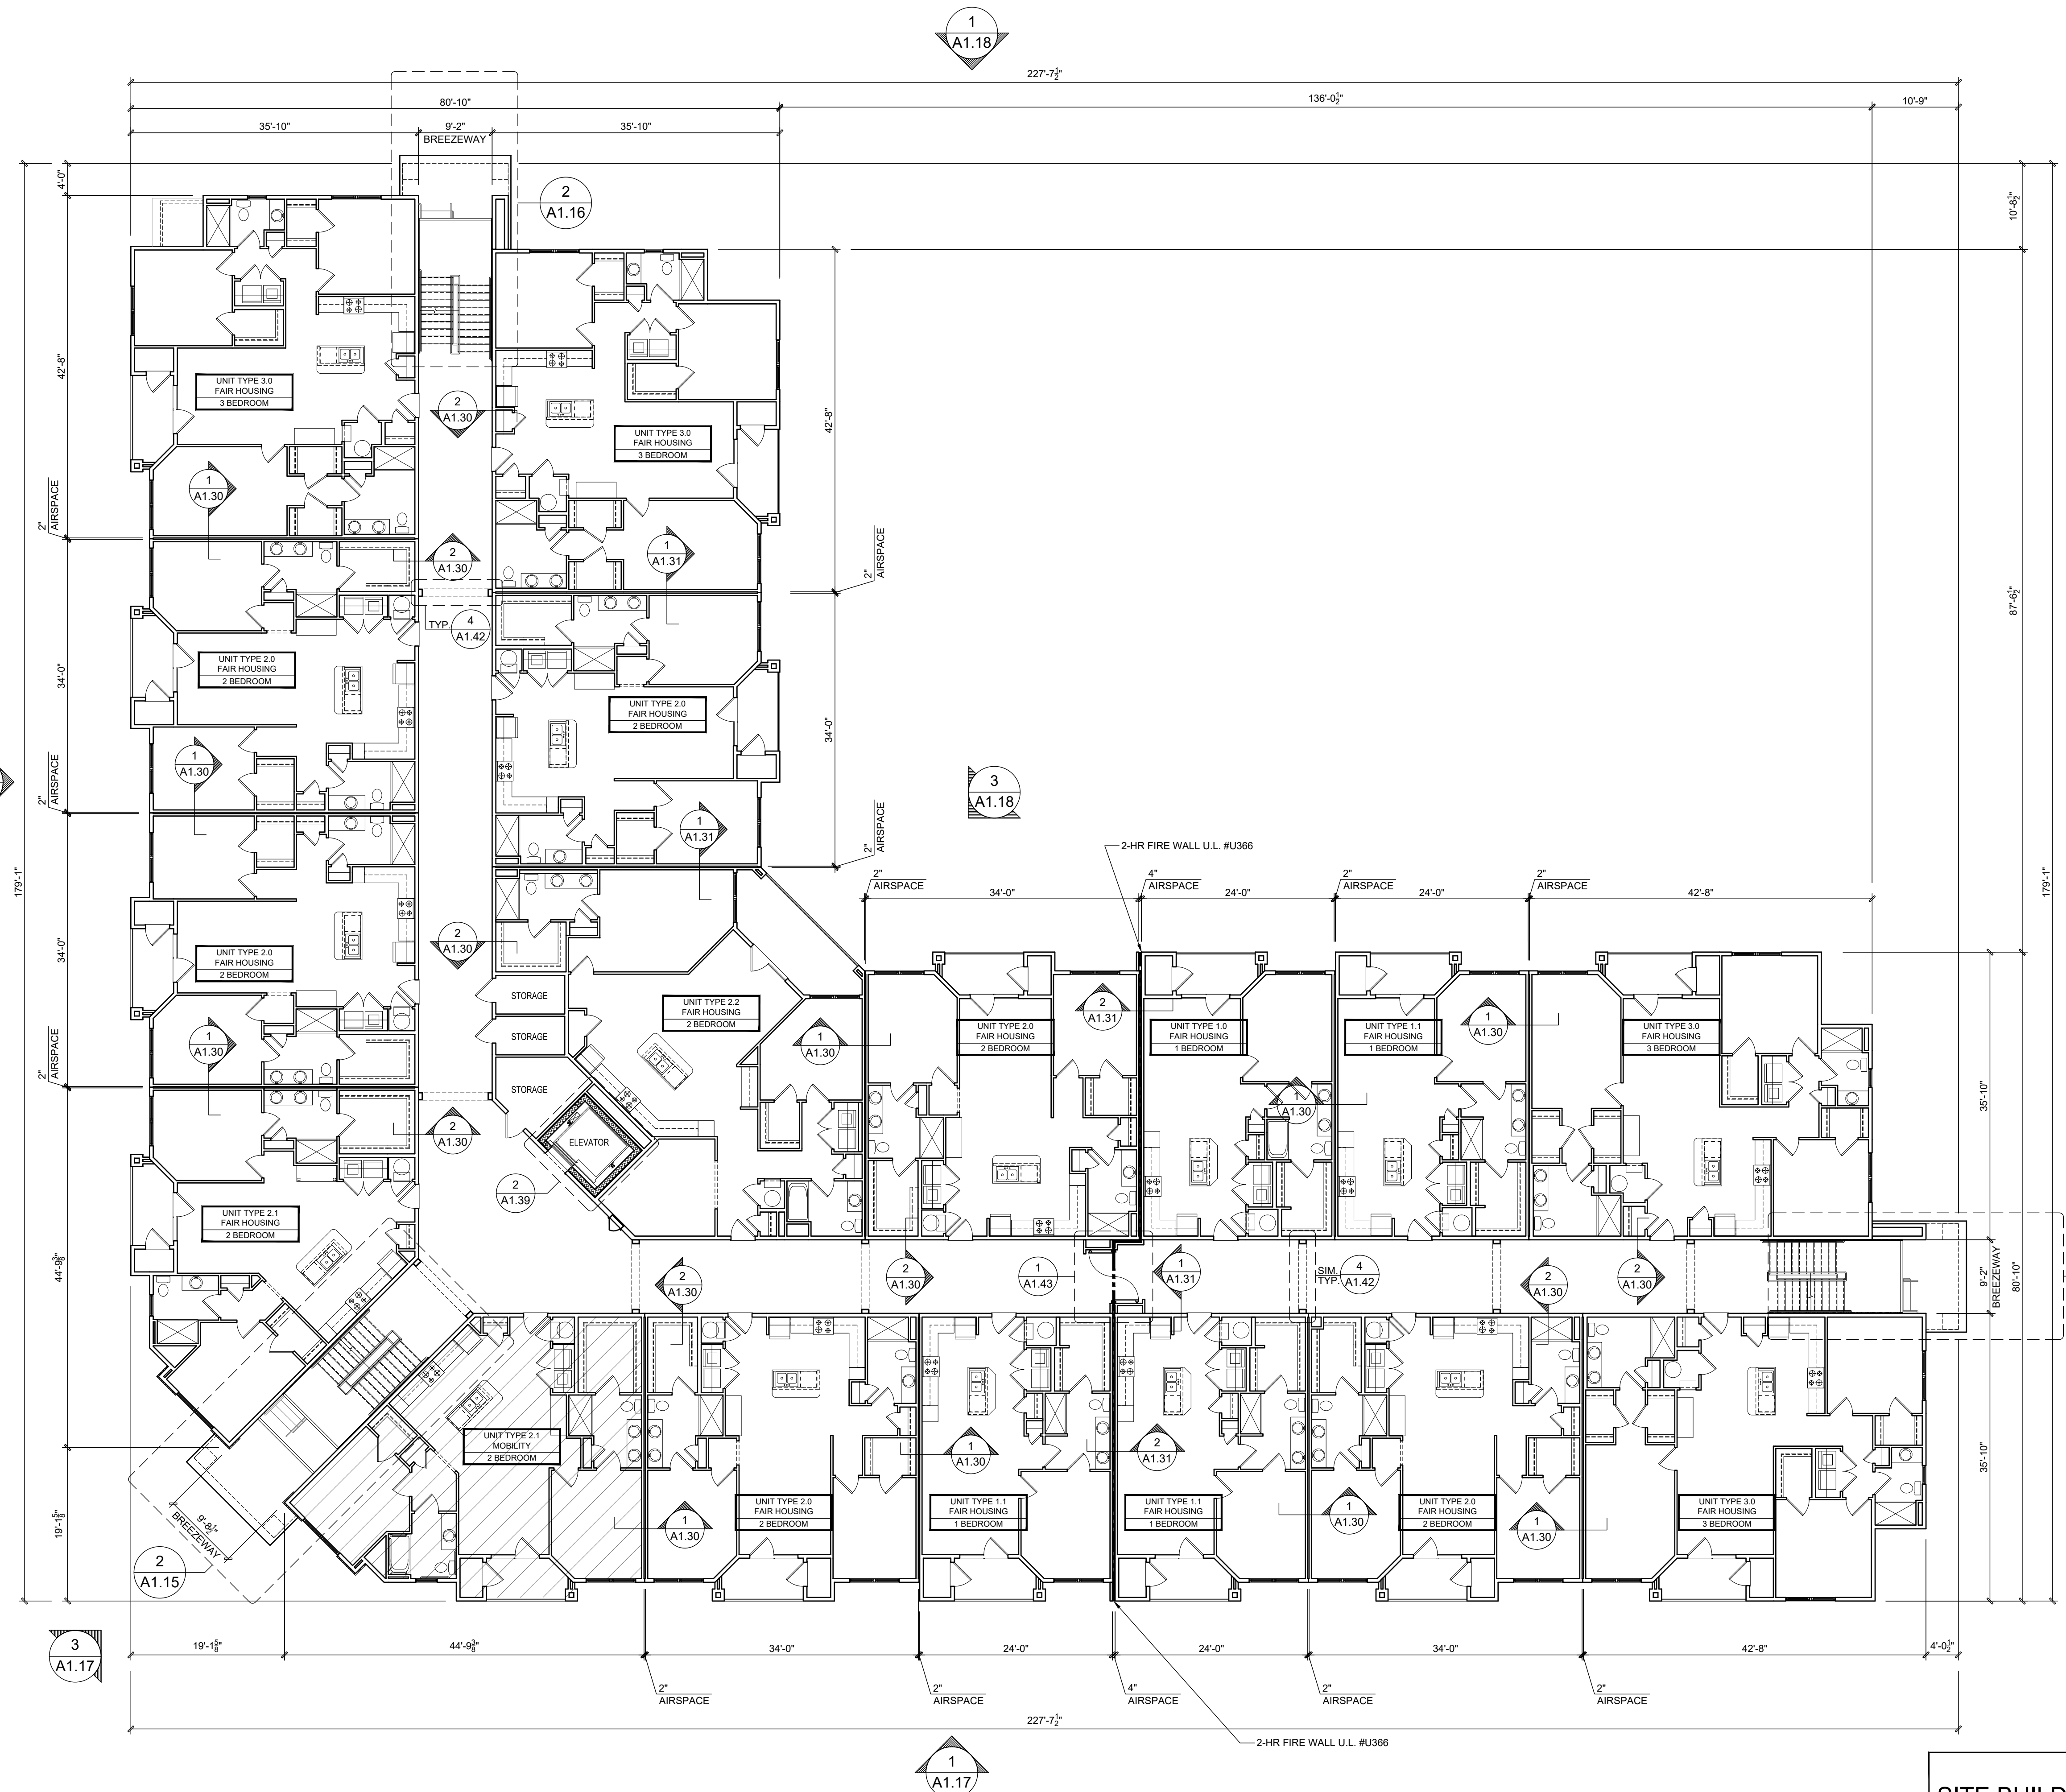 1
A1.18
227'-7½"
80'-10"
136'-0½"
10'-9"
35'-10"
9'-2"
BREEZEWAY
35'-10"
4'-0"
42'-8"
2"
AIRSPACE
34'-0"
2"
AIRSPACE
34'-0"
2"
AIRSPACE
44'-9⅜"
19'-1⅝"
179'-1"
2
A1.16
UNIT TYPE 3.0
FAIR HOUSING
3 BEDROOM
2
A1.30
UNIT TYPE 3.0
FAIR HOUSING
3 BEDROOM
42'-8"
10'-8½"
87'-6½"
179'-1"
1
A1.30
2
A1.30
1
A1.31
2"
AIRSPACE
TYP.
4
A1.42
UNIT TYPE 2.0
FAIR HOUSING
2 BEDROOM
UNIT TYPE 2.0
FAIR HOUSING
2 BEDROOM
34'-0"
1
A1.30
1
A1.31
2"
AIRSPACE
3
A1.18
2-HR FIRE WALL U.L. #U366
2"
AIRSPACE
4"
AIRSPACE
2"
AIRSPACE
2"
AIRSPACE
34'-0"
24'-0"
24'-0"
42'-8"
UNIT TYPE 2.0
FAIR HOUSING
2 BEDROOM
2
A1.30
STORAGE
STORAGE
STORAGE
UNIT TYPE 2.2
FAIR HOUSING
2 BEDROOM
1
A1.30
1
A1.30
UNIT TYPE 2.0
FAIR HOUSING
2 BEDROOM
2
A1.31
UNIT TYPE 1.0
FAIR HOUSING
1 BEDROOM
UNIT TYPE 1.1
FAIR HOUSING
1 BEDROOM
1
A1.30
UNIT TYPE 3.0
FAIR HOUSING
3 BEDROOM
1
A1.30
35'-10"
2
A1.30
ELEVATOR
2
A1.39
UNIT TYPE 2.1
FAIR HOUSING
2 BEDROOM
2
A1.30
2
A1.30
1
A1.43
1
A1.31
SIM.
TYP.
4
A1.42
2
A1.30
2
A1.30
9'-2"
BREEZEWAY
80'-10"
UNIT TYPE 2.1
MOBILITY
2 BEDROOM
1
A1.30
UNIT TYPE 2.0
FAIR HOUSING
2 BEDROOM
1
A1.30
UNIT TYPE 1.1
FAIR HOUSING
1 BEDROOM
2
A1.31
UNIT TYPE 1.1
FAIR HOUSING
1 BEDROOM
1
A1.30
UNIT TYPE 2.0
FAIR HOUSING
2 BEDROOM
1
A1.30
UNIT TYPE 3.0
FAIR HOUSING
3 BEDROOM
35'-10"
9'-8½"
BREEZEWAY
2
A1.15
3
A1.17
19'-1⅝"
44'-9⅜"
34'-0"
24'-0"
24'-0"
34'-0"
42'-8"
4'-0½"
2"
AIRSPACE
2"
AIRSPACE
4"
AIRSPACE
2"
AIRSPACE
2"
AIRSPACE
227'-7½"
2-HR FIRE WALL U.L. #U366
1
A1.17